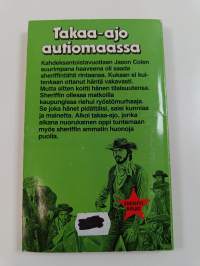 Takaa-ajo
autiomaassa
Kahdeksantoistavuotiaan Jason Colen
suurimpana haaveena oli saada
sheriffintähti rintaansa. Kukaan ei kui-
tenkaan ottanut häntä vakavasti.
Mutta sitten koitti hänen tilaisuutensa.
Sheriffin ollessa matkoilla
kaupungissa riehui ryöstömurhaaja.
Se joka hänet pidättäisi, saisi kunniaa
ja mainetta. Alkoi takaa-ajo, jonka
aikana nuorukainen oppi tuntemaan
myös sheriffin ammatin huonoja
puolia.